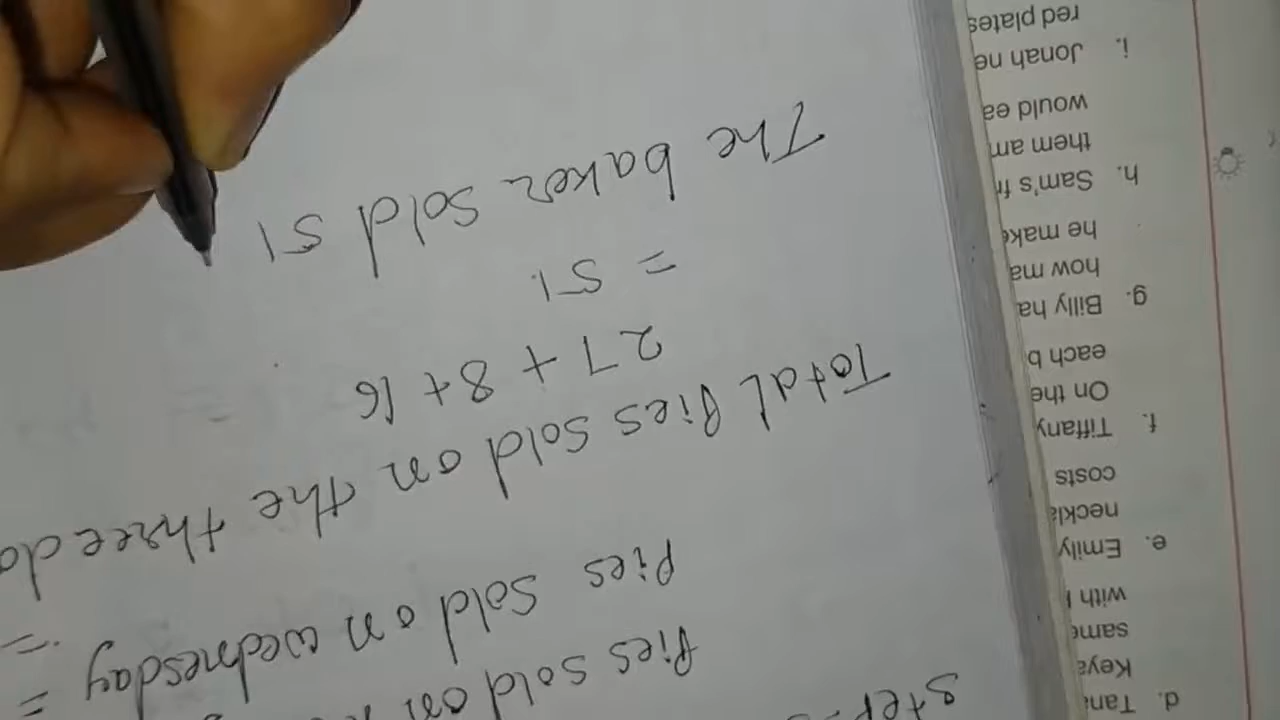 d. Tan
Keya
same
with
e. Emily
neckla
costs
f. Tiffany
On the
each b
g. Billy ha
how ma
he make
h. Sam's fr
them am
would ea
i. Jonah ne
red plates
Step
Pies sold on
Pies sold on wednesday =
Total Pies sold on the three da
27 + 8 + 16
= 51.
The baker sold 51